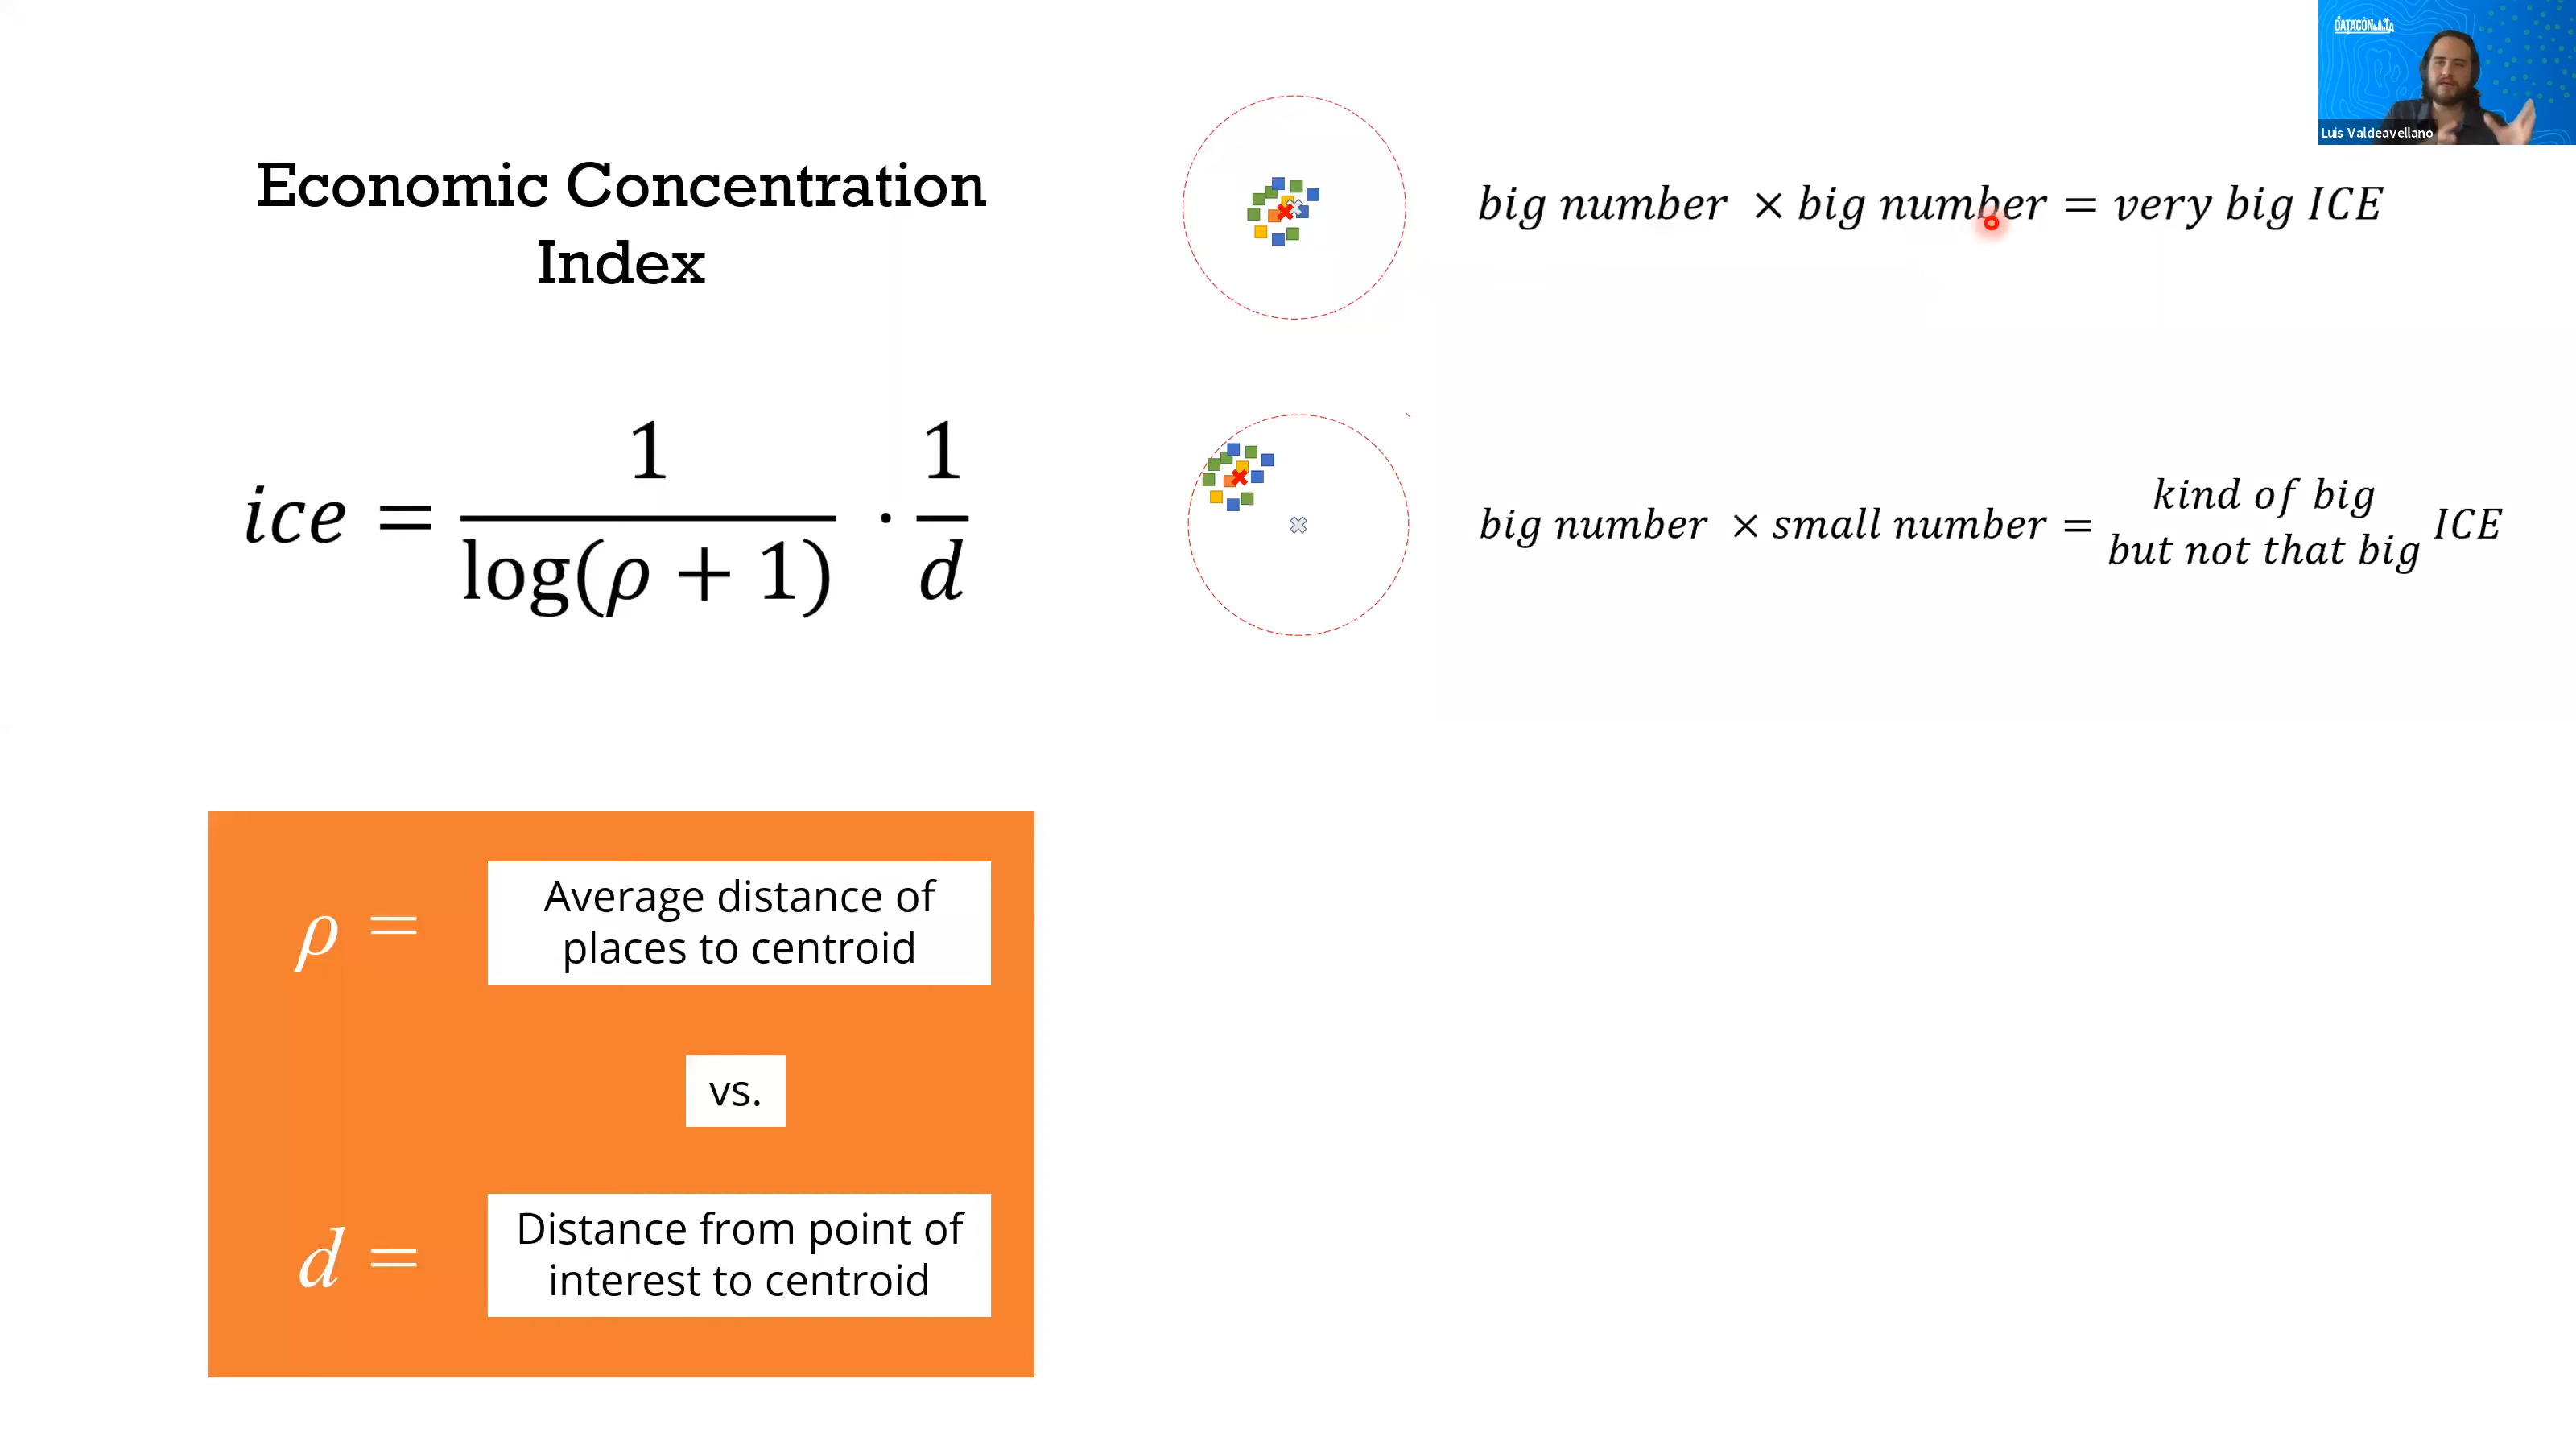 DATACON LA
Luis Valdeavellano
Economic Concentration
Index
ice = 1 / log(ρ + 1) · 1 / d
big number × big number = very big ICE
big number × small number = kind of big but not that big ICE
ρ =
Average distance of
places to centroid
vs.
d =
Distance from point of
interest to centroid